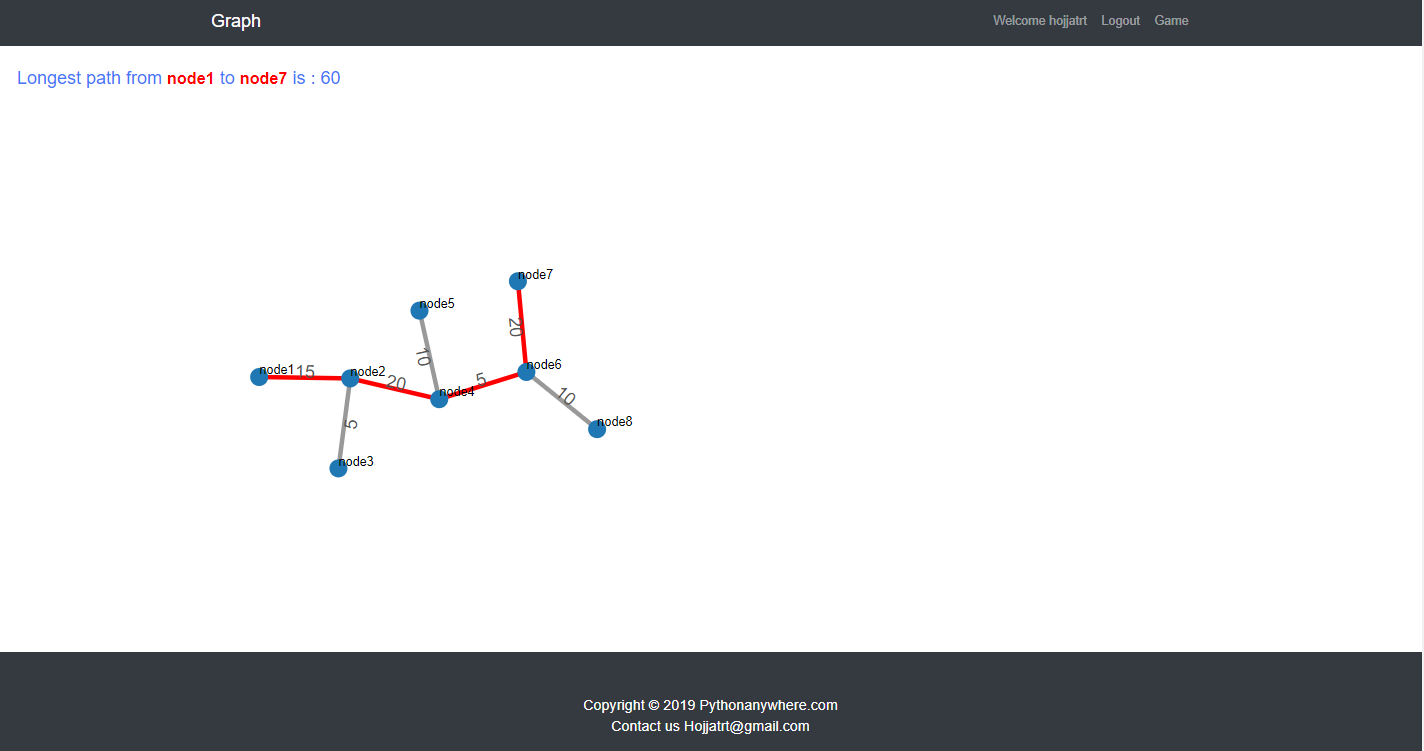 Graph
Welcome hojjatrt Logout Game
Longest path from node1 to node7 is : 60
node7
node5
20
10
node6
node1
15
node2
5
20
node4
10
node8
5
node3
Copyright © 2019 Pythonanywhere.com
Contact us Hojjatrt@gmail.com